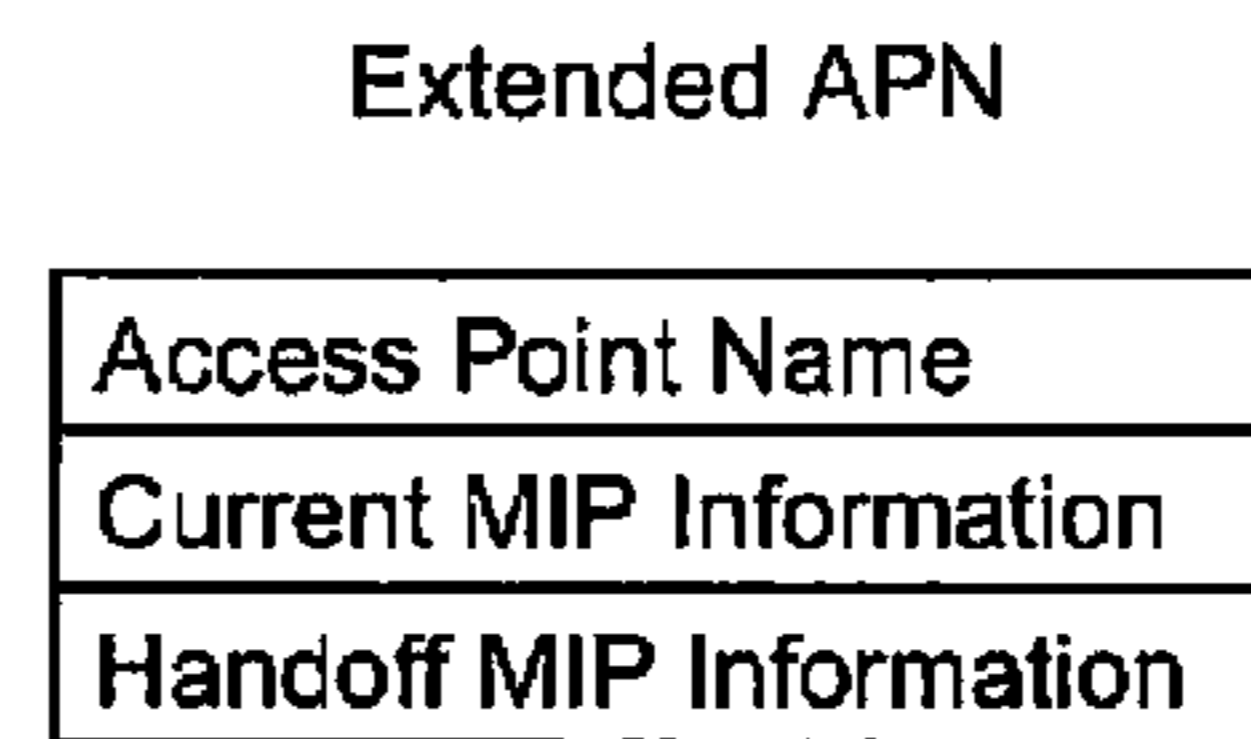 Extended APN
Access Point Name
Current MIP Information
Handoff MIP Information